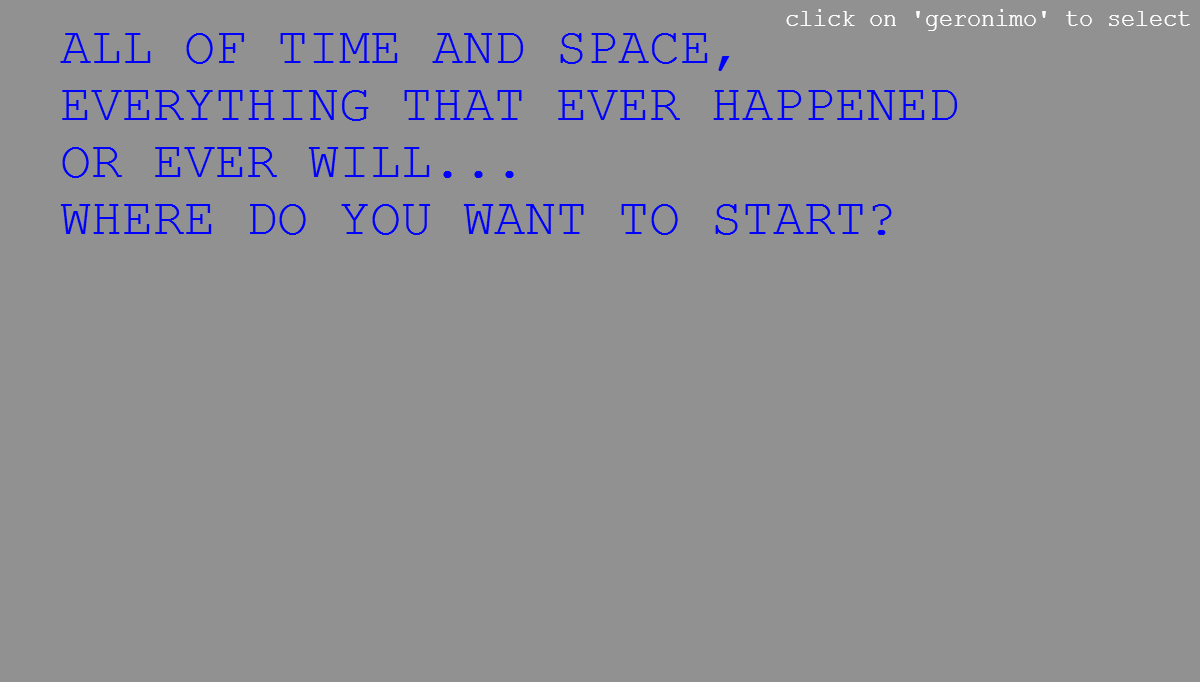 click on 'geronimo' to select
ALL OF TIME AND SPACE,
EVERYTHING THAT EVER HAPPENED
OR EVER WILL...
WHERE DO YOU WANT TO START?